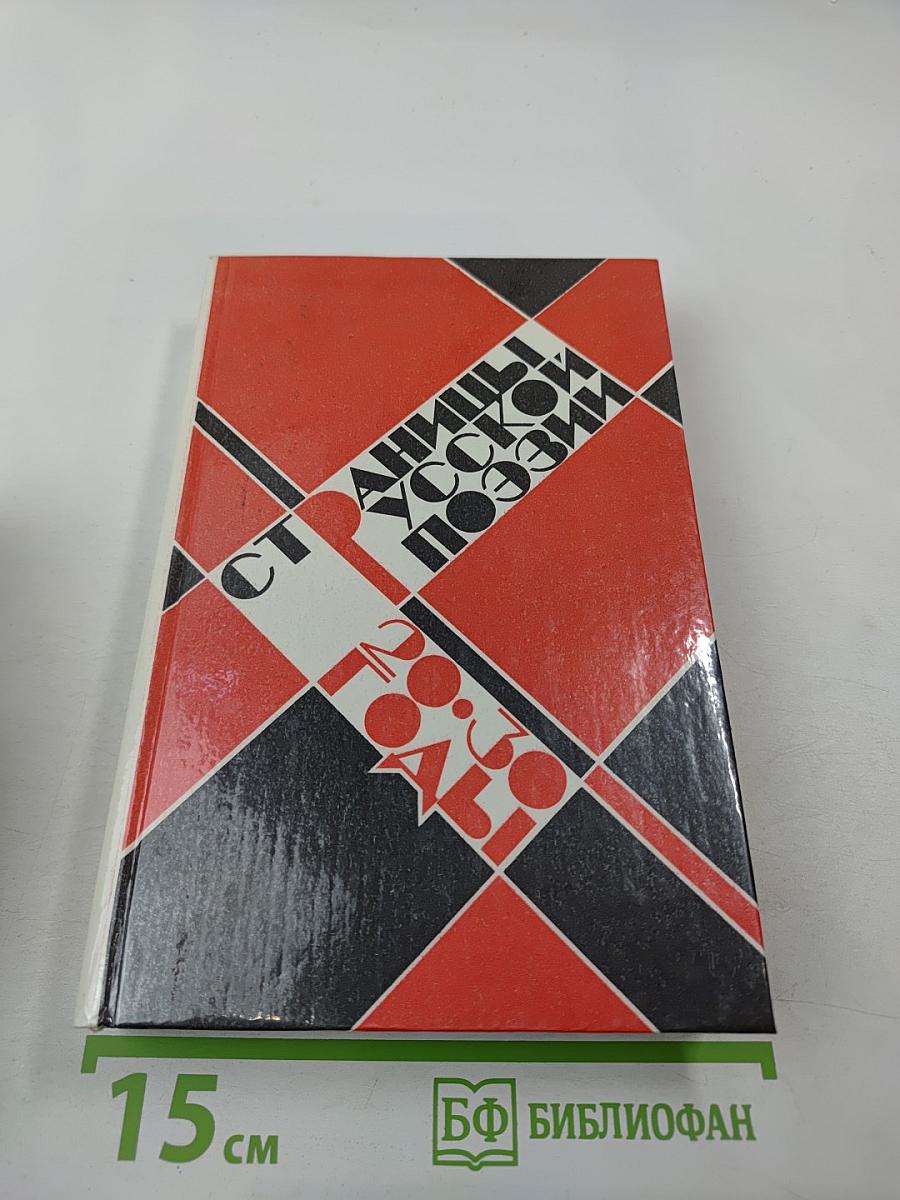 СТРАНИЦЫ
РУССКОЙ
ПОЭЗИИ
20·30
ГОДЫ
15 см
БФ БИБЛИОФАН